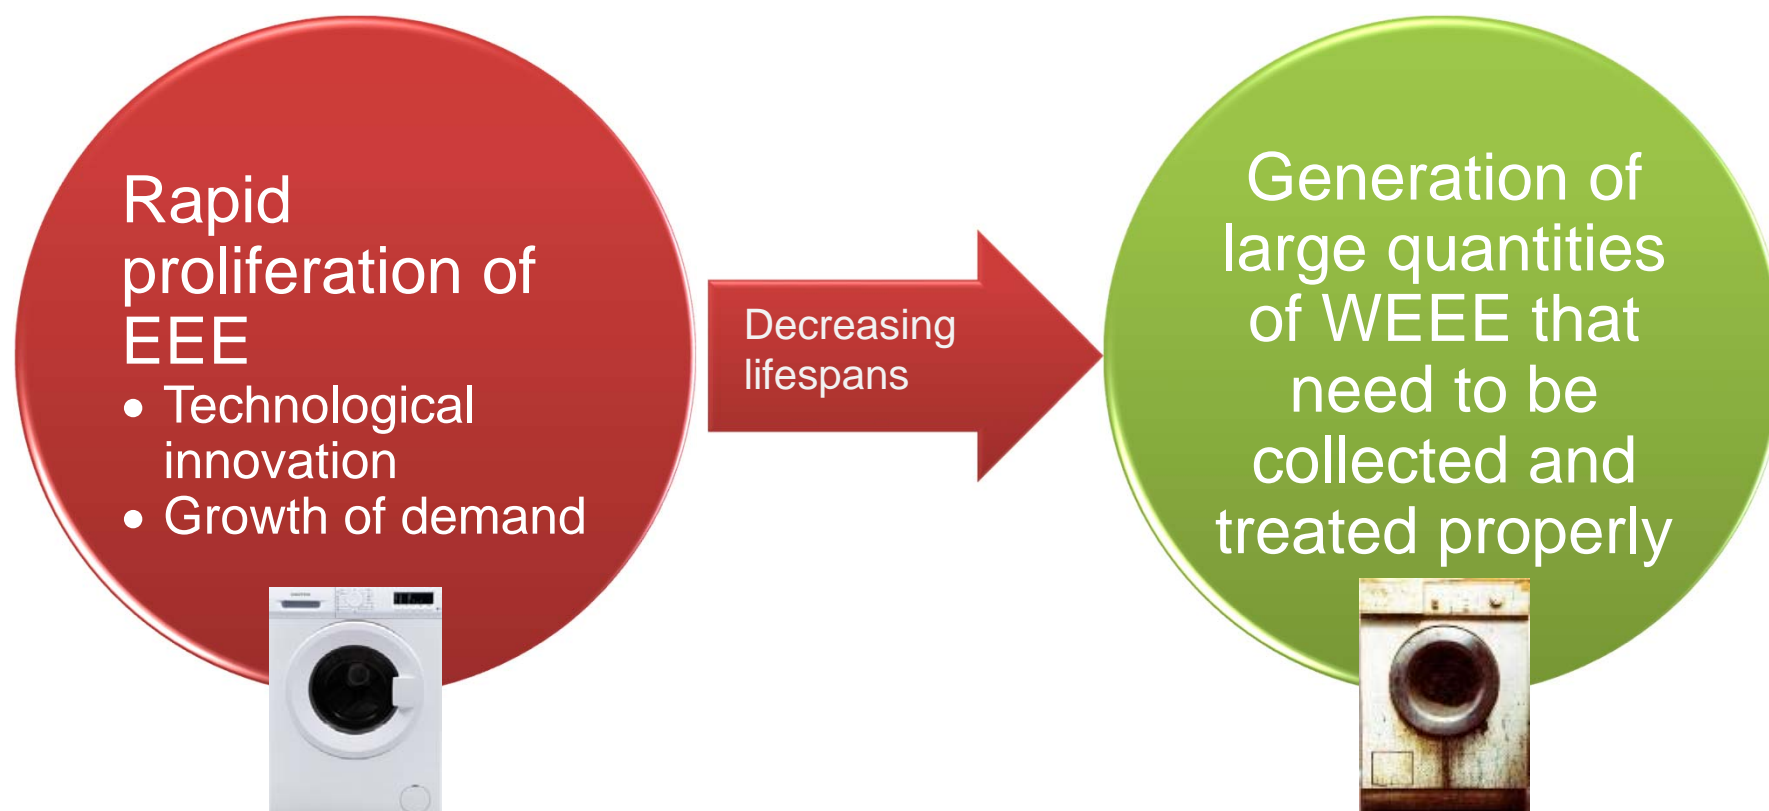 Rapid
proliferation of
EEE
• Technological
innovation
• Growth of demand
Decreasing
lifespans
Generation of
large quantities
of WEEE that
need to be
collected and
treated properly